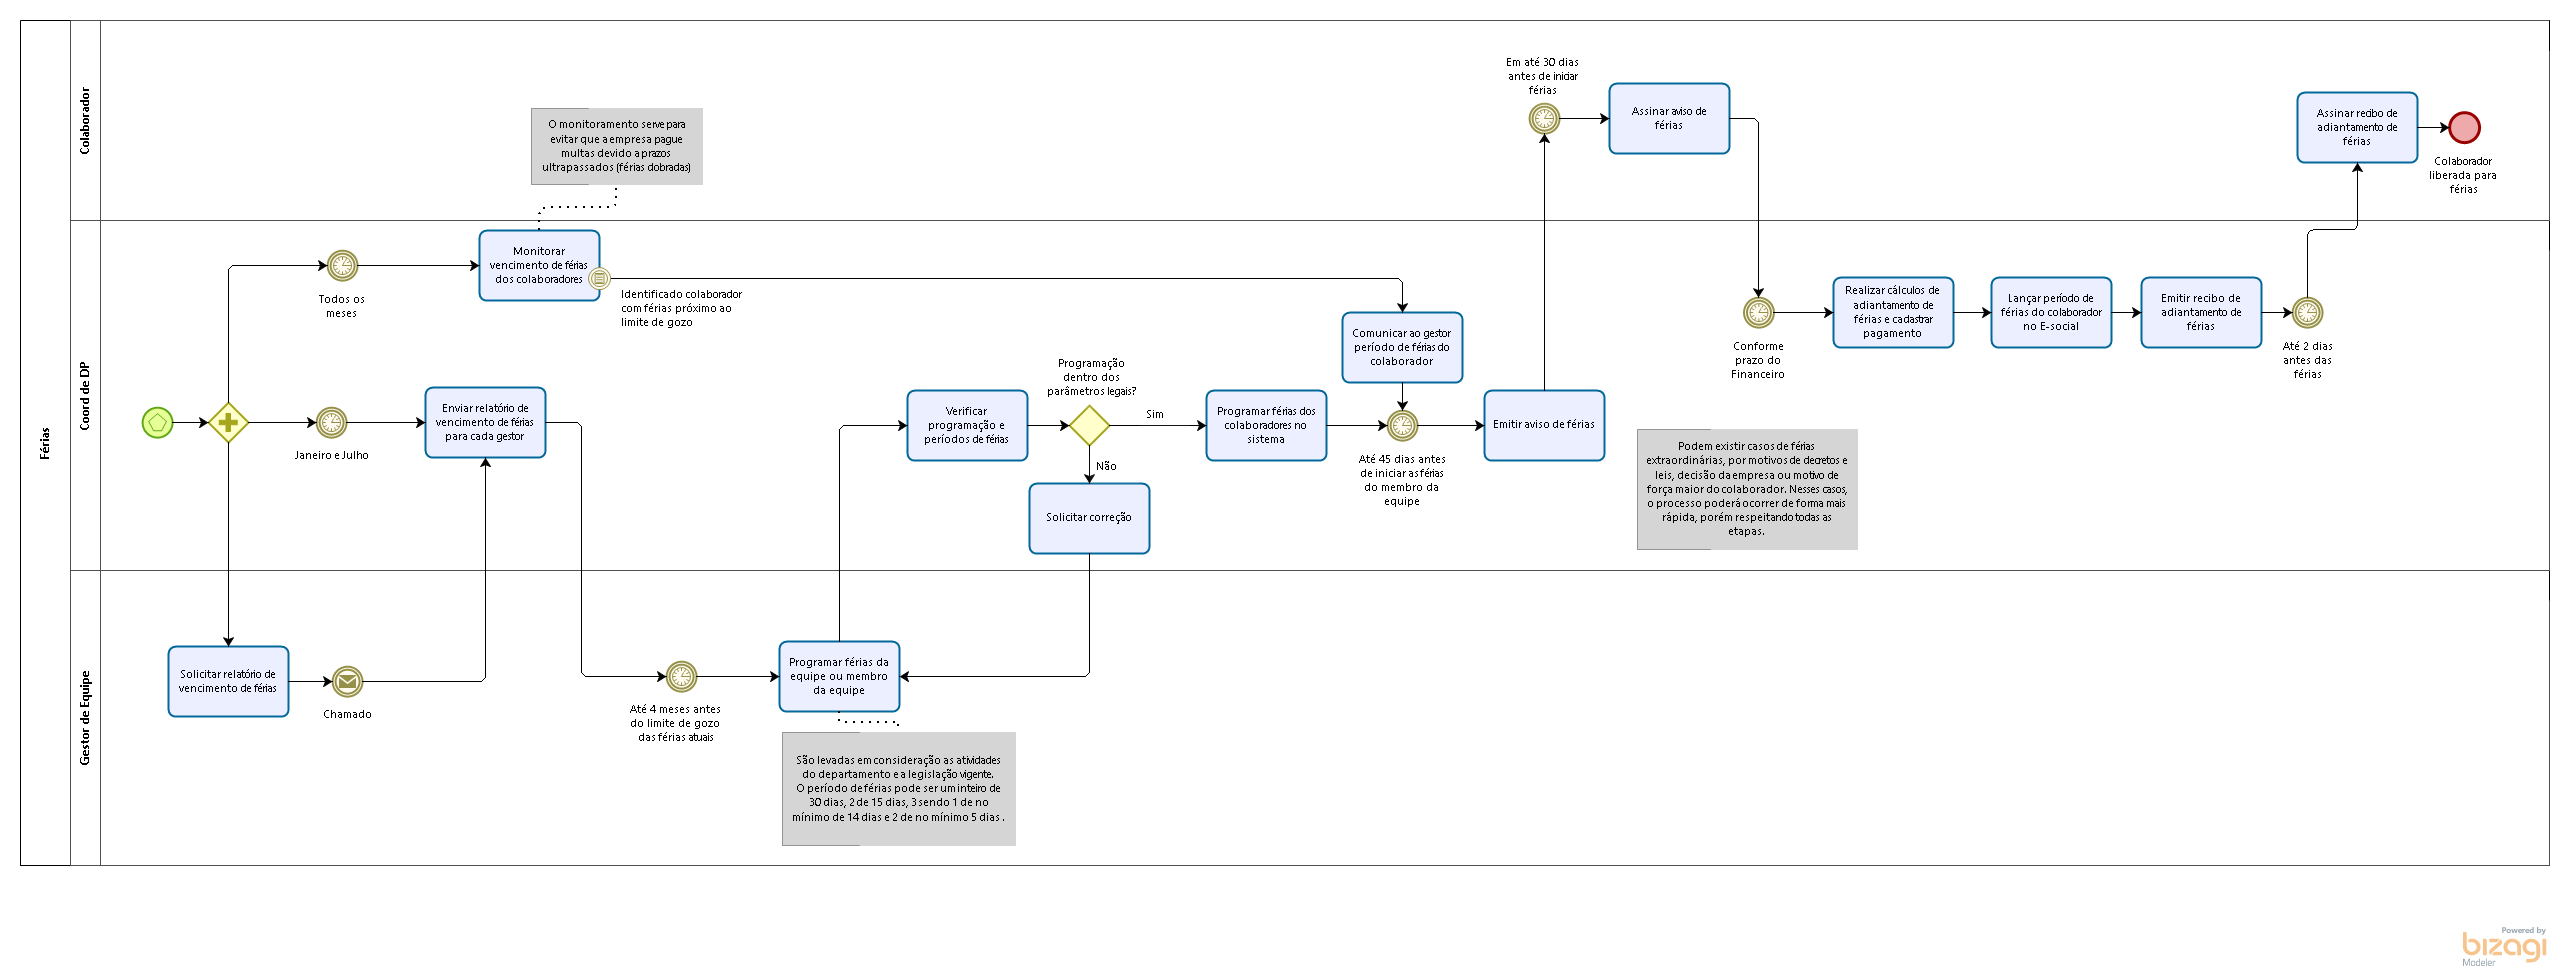 Férias
Colaborador
Coord de DP
Gestor de Equipe
O monitoramento serve para
evitar que a empresa pague
multas devido a prazos
ultrapassados (férias dobradas)
Em até 30 dias
antes de iniciar
férias
Assinar aviso de
férias
Assinar recibo de
adiantamento de
férias
Colaborador
liberada para
férias
Todos os
meses
Monitorar
vencimento de férias
dos colaboradores
Identificado colaborador
com férias próximo ao
limite de gozo
Janeiro e Julho
Enviar relatório de
vencimento de férias
para cada gestor
Verificar
programação e
períodos de férias
Programação
dentro dos
parâmetros legais?
Sim
Não
Solicitar correção
Programar férias dos
colaboradores no
sistema
Comunicar ao gestor
período de férias do
colaborador
Até 45 dias antes
de iniciar as férias
do membro da
equipe
Emitir aviso de férias
Podem existir casos de férias
extraordinárias, por motivos de decretos e
leis, decisão da empresa ou motivo de
força maior do colaborador. Nesses casos,
o processo poderá ocorrer de forma mais
rápida, porém respeitando todas as
etapas.
Conforme
prazo do
Financeiro
Realizar cálculos de
adiantamento de
férias e cadastrar
pagamento
Lançar período de
férias do colaborador
no E-social
Emitir recibo de
adiantamento de
férias
Até 2 dias
antes das
férias
Solicitar relatório de
vencimento de férias
Chamado
Até 4 meses antes
do limite de gozo
das férias atuais
Programar férias da
equipe ou membro
da equipe
São levadas em consideração as atividades
do departamento e a legislação vigente.
O período de férias pode ser um inteiro de
30 dias, 2 de 15 dias, 3 sendo 1 de no
mínimo de 14 dias e 2 de no mínimo 5 dias .
Powered by
bizagi
Modeler